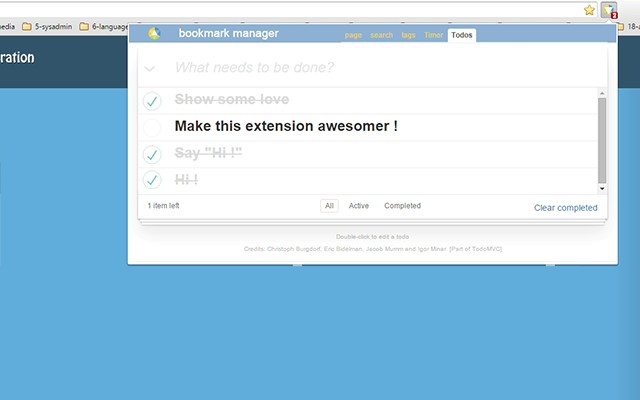 pedia 5-sysadmin 6-language 18-a
2
ration
bookmark manager page search tags Timer Todos
What needs to be done?
Show some love
Make this extension awesomer !
Say "Hi !"
Hi !
1 item left All Active Completed Clear completed
Double-click to edit a todo
Credits: Christoph Burgdorf, Eric Bidelman, Jacob Mumm and Igor Minar [Part of TodoMVC]